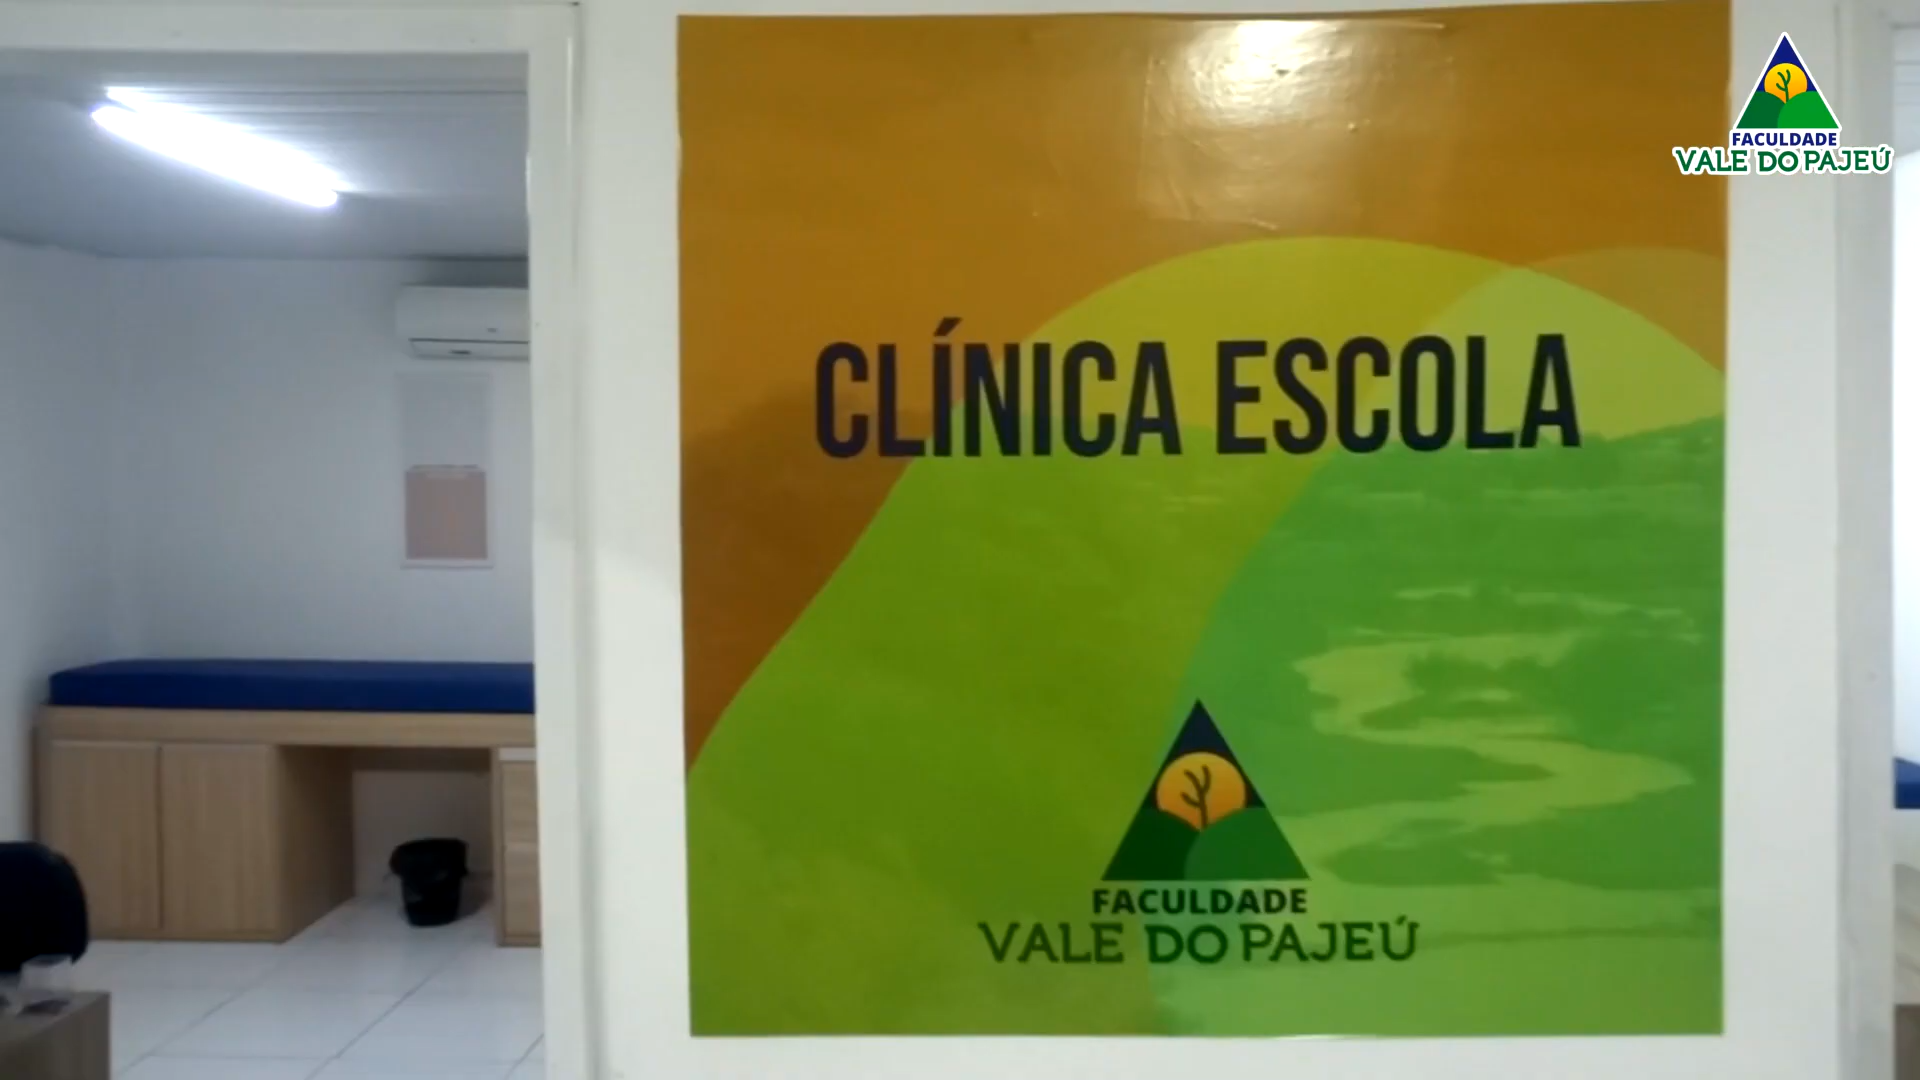 FACULDADE
VALE DO PAJEÚ
CLÍNICA ESCOLA
FACULDADE
VALE DO PAJEÚ